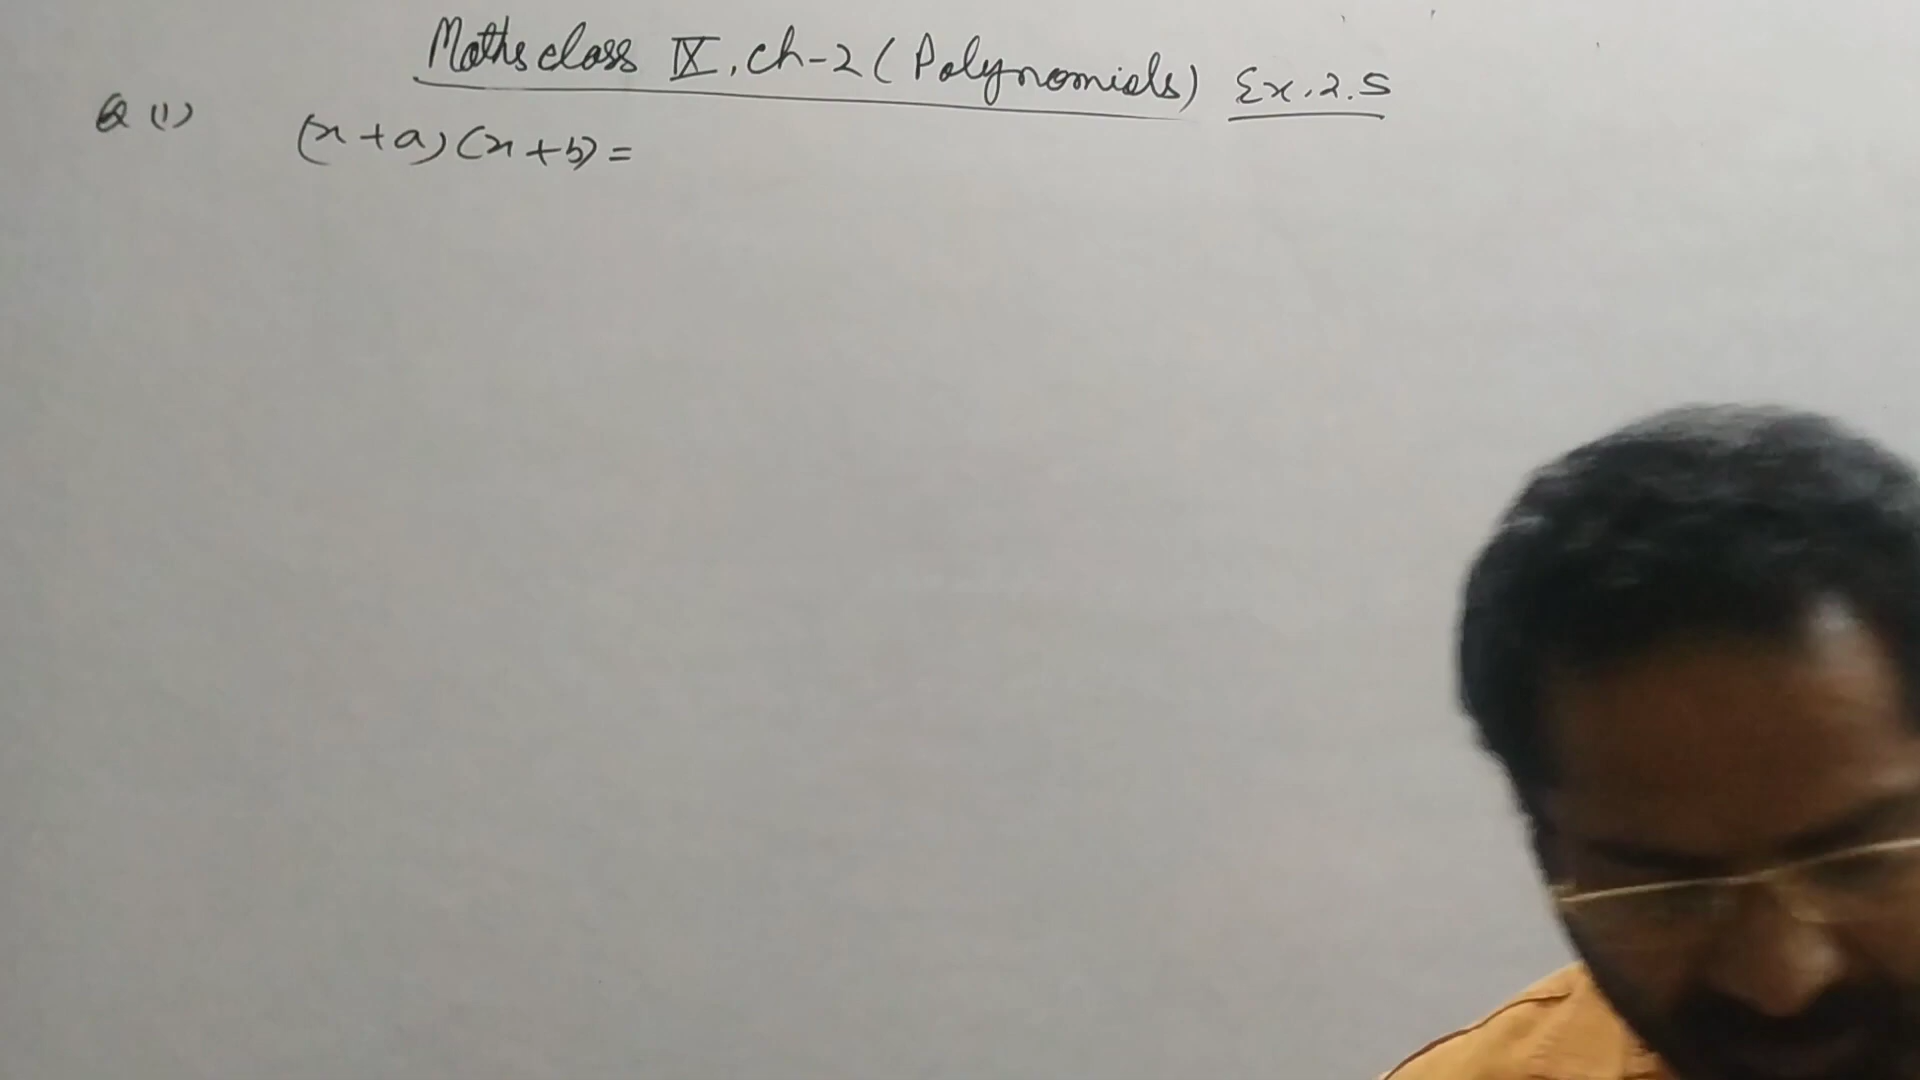 Maths class IX, Ch-2 (Polynomials) Ex. 2.5
Q (1) (x+a)(x+b)=